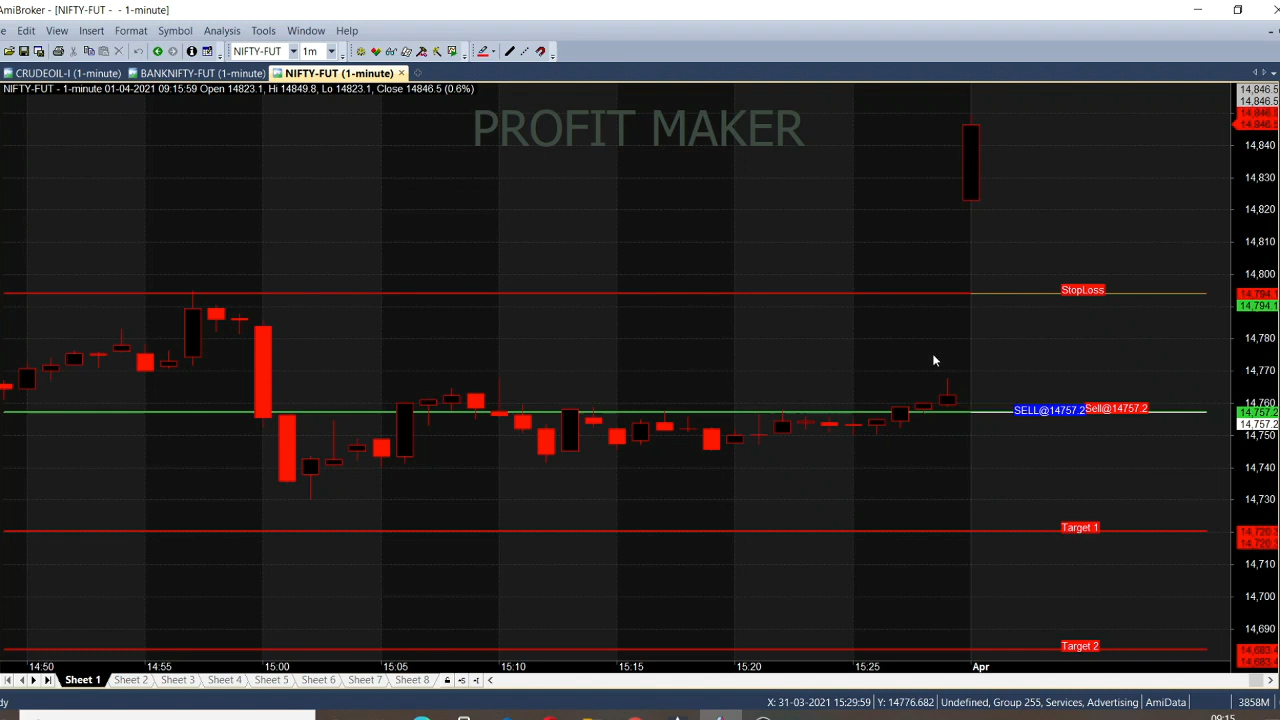 AmiBroker - [NIFTY-FUT - - 1-minute]
Edit View Insert Format Symbol Analysis Tools Window Help
NIFTY-FUT 1m
CRUDEOIL-I (1-minute) BANKNIFTY-FUT (1-minute) NIFTY-FUT (1-minute)
NIFTY-FUT - 1-minute 01-04-2021 09:15:59 Open 14823.1, Hi 14849.8, Lo 14823.1, Close 14846.5 (0.6%)
14,846.5
14,846.5
PROFIT MAKER
14,840
14,830
14,820
14,810
14,800
StopLoss
14,794.1
14,780
14,770
14,760
SELL@14757.2 Sell@14757.2
14,757.2
14,757.2
14,750
14,740
14,730
Target 1
14,710
14,700
14,690
Target 2
14:50 14:55 15:00 15:05 15:10 15:15 15:20 15:25 Apr
Sheet 1 Sheet 2 Sheet 3 Sheet 4 Sheet 5 Sheet 6 Sheet 7 Sheet 8
X: 31-03-2021 15:29:59 Y: 14776.682 Undefined, Group 255, Services, Advertising AmiData 3858M